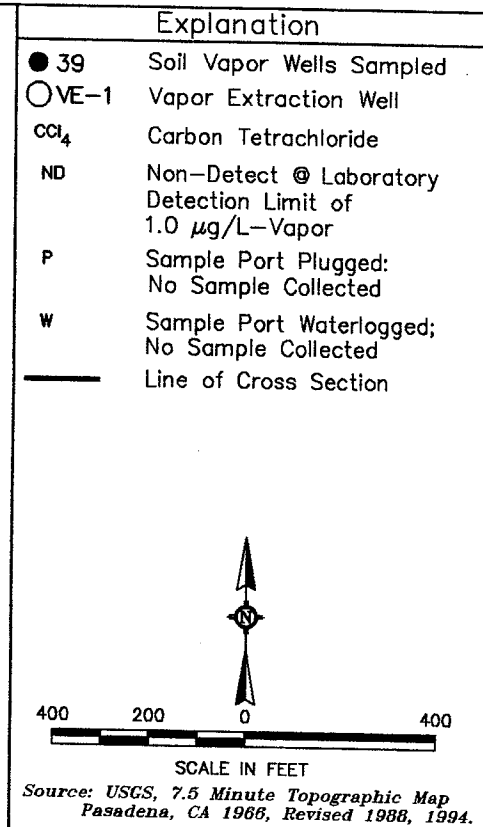 Explanation
39 Soil Vapor Wells Sampled
VE-1 Vapor Extraction Well
CCl4 Carbon Tetrachloride
ND Non-Detect @ Laboratory
Detection Limit of
1.0 µg/L-Vapor
P Sample Port Plugged:
No Sample Collected
W Sample Port Waterlogged;
No Sample Collected
Line of Cross Section
N
400 200 0 400
SCALE IN FEET
Source: USGS, 7.5 Minute Topographic Map
Pasadena, CA 1966, Revised 1988, 1994.